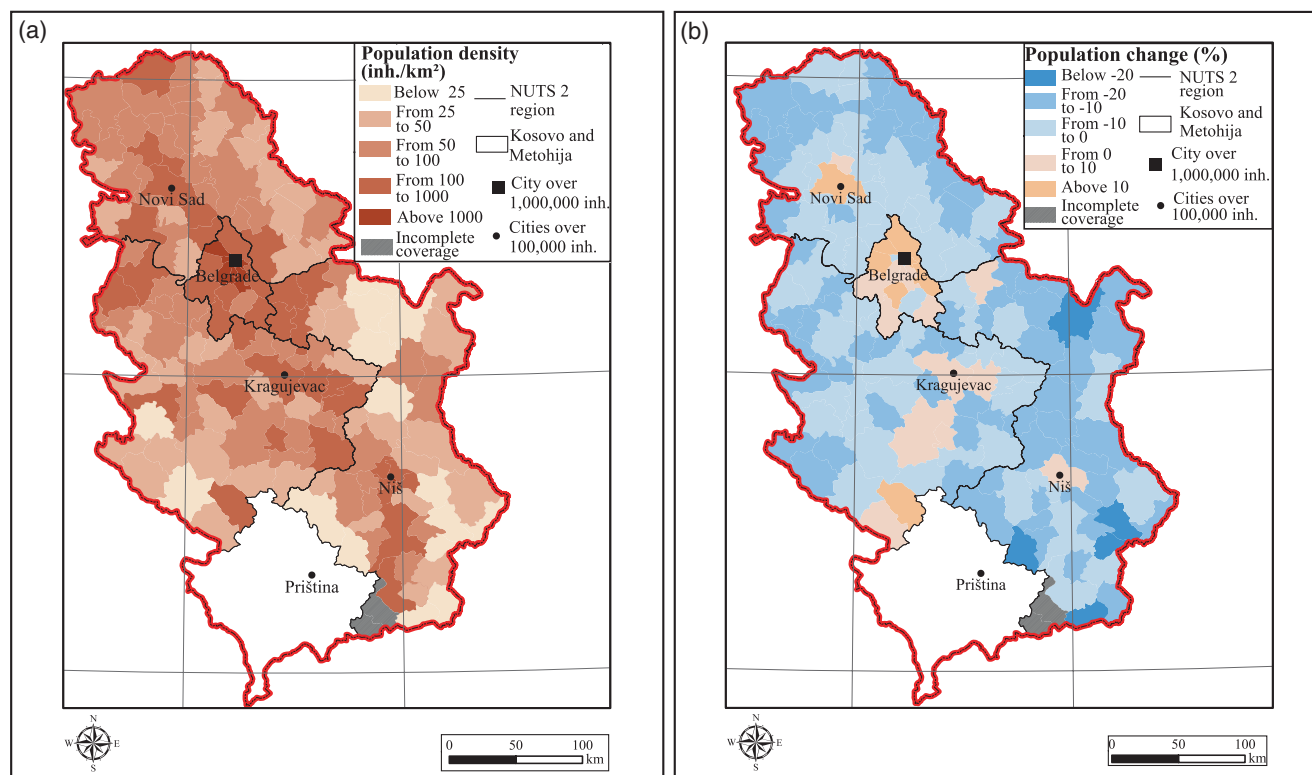 (a)
Population density
(inh./km²)
Below 25
From 25
to 50
From 50
to 100
From 100
to 1000
Above 1000
Incomplete
coverage
NUTS 2
region
Kosovo and
Metohija
City over
1,000,000 inh.
Cities over
100,000 inh.
Novi Sad
Belgrade
Kragujevac
Niš
Priština
N
W E
S
0 50 100
km
(b)
Population change (%)
Below -20
From -20
to -10
From -10
to 0
From 0
to 10
Above 10
Incomplete
coverage
NUTS 2
region
Kosovo and
Metohija
City over
1,000,000 inh.
Cities over
100,000 inh.
Novi Sad
Belgrade
Kragujevac
Niš
Priština
N
W E
S
0 50 100
km